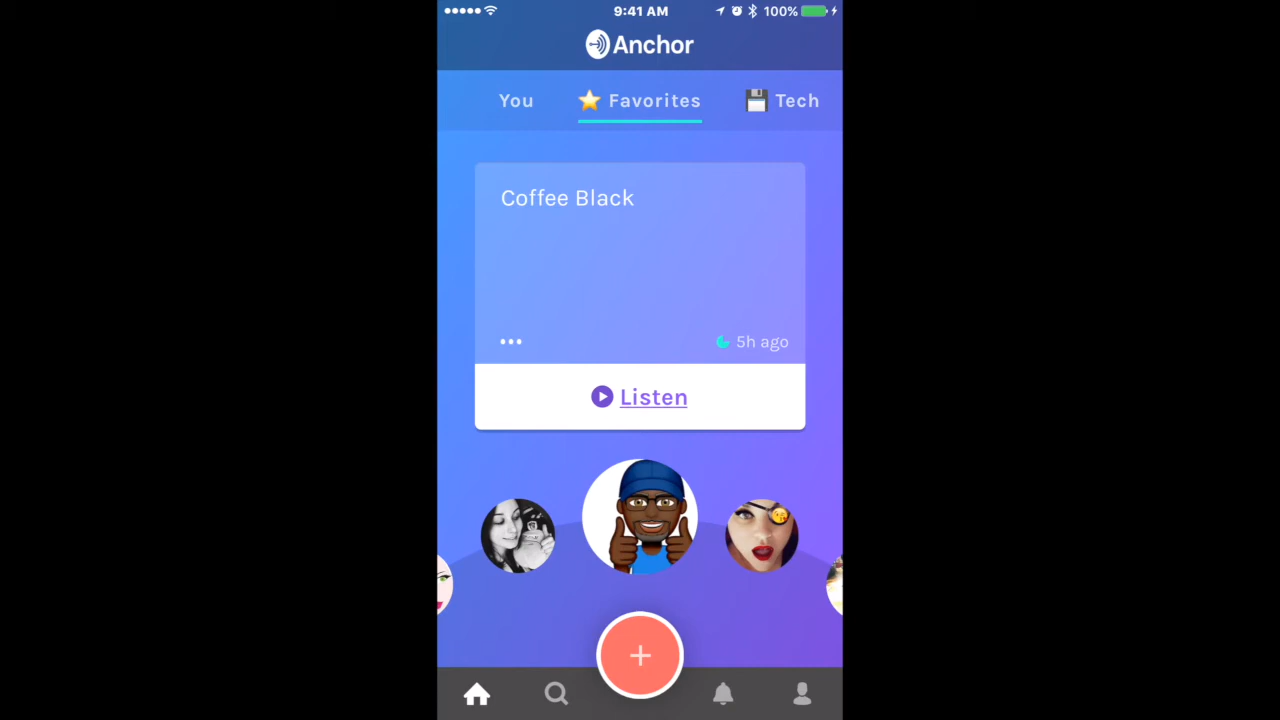 9:41 AM
100%
Anchor
You
Favorites
Tech
Coffee Black
5h ago
Listen